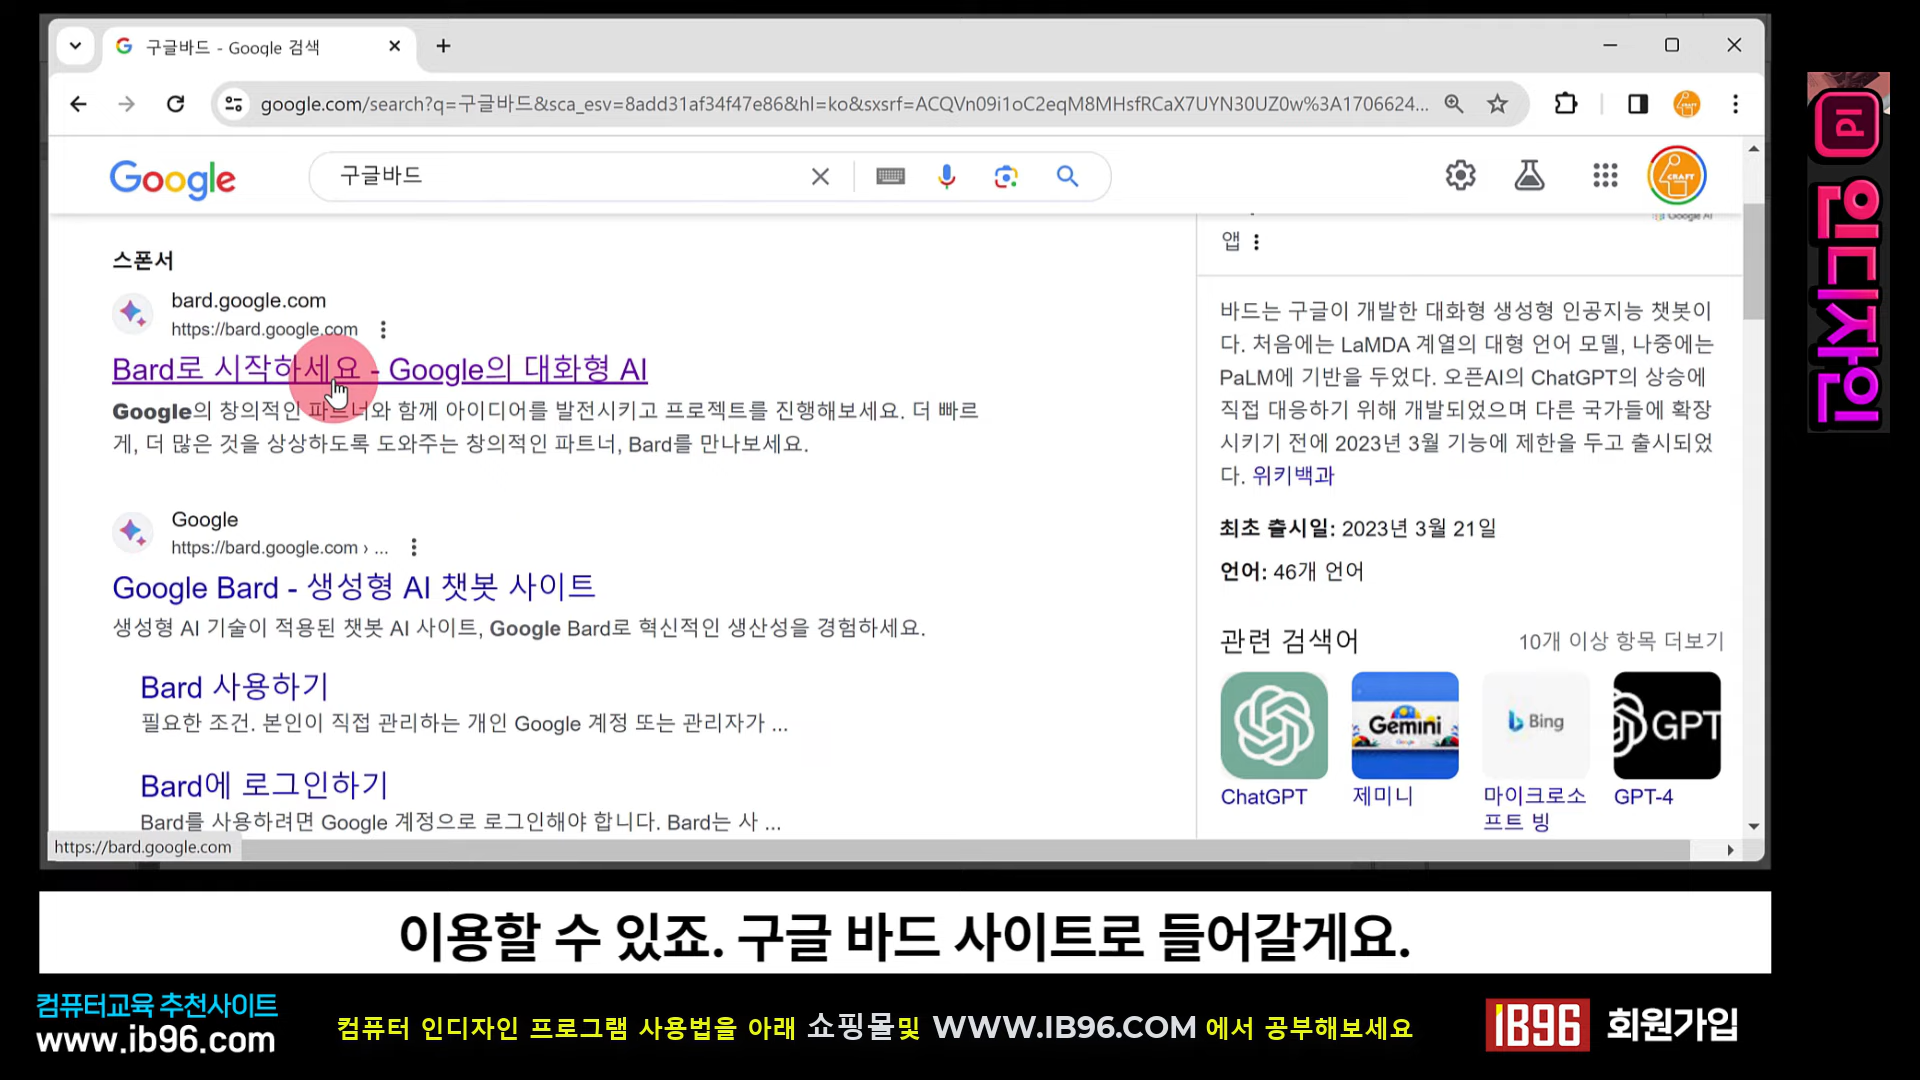 구글바드 - Google 검색
google.com/search?q=구글바드&sca_esv=8add31af34f47e86&hl=ko&sxsrf=ACQVn09i1oC2eqM8MHsfRCaX7UYN30UZ0w%3A1706624...
Google
구글바드
CRAFT
스폰서
bard.google.com
https://bard.google.com
Bard로 시작하세요 - Google의 대화형 AI
Google의 창의적인 파트너와 함께 아이디어를 발전시키고 프로젝트를 진행해보세요. 더 빠르
게, 더 많은 것을 상상하도록 도와주는 창의적인 파트너, Bard를 만나보세요.
Google
https://bard.google.com › ...
Google Bard - 생성형 AI 챗봇 사이트
생성형 AI 기술이 적용된 챗봇 AI 사이트, Google Bard로 혁신적인 생산성을 경험하세요.
Bard 사용하기
필요한 조건. 본인이 직접 관리하는 개인 Google 계정 또는 관리자가 ...
Bard에 로그인하기
Bard를 사용하려면 Google 계정으로 로그인해야 합니다. Bard는 사 ...
https://bard.google.com
Google AI
앱
바드는 구글이 개발한 대화형 생성형 인공지능 챗봇이
다. 처음에는 LaMDA 계열의 대형 언어 모델, 나중에는
PaLM에 기반을 두었다. 오픈AI의 ChatGPT의 상승에
직접 대응하기 위해 개발되었으며 다른 국가들에 확장
시키기 전에 2023년 3월 기능에 제한을 두고 출시되었
다. 위키백과
최초 출시일: 2023년 3월 21일
언어: 46개 언어
관련 검색어
10개 이상 항목 더보기
Gemini
Bing
GPT
ChatGPT
제미니
마이크로소
프트 빙
GPT-4
ID
인디자인
이용할 수 있죠. 구글 바드 사이트로 들어갈게요.
컴퓨터교육 추천사이트
www.ib96.com
컴퓨터 인디자인 프로그램 사용법을 아래 쇼핑몰및 WWW.IB96.COM 에서 공부해보세요
IB96 회원가입